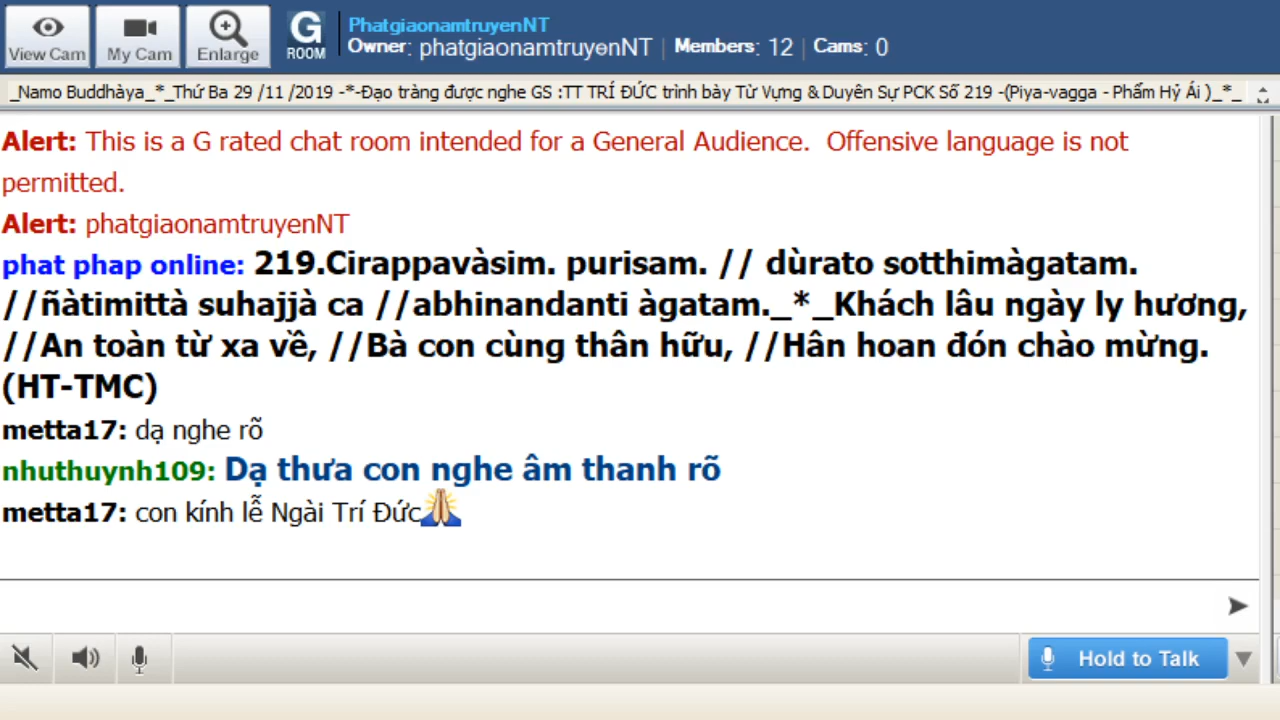 View Cam
My Cam
Enlarge
G
ROOM
PhatgiaonamtruyenNT
Owner: phatgiaonamtruyenNT | Members: 12 | Cams: 0
_Namo Buddhàya_*_Thứ Ba 29 /11 /2019 -*-Đạo tràng được nghe GS :TT TRÍ ĐỨC trình bày Từ Vựng & Duyên Sự PCK Số 219 -(Piya-vagga - Phẩm Hỷ Ái )_*_
Alert: This is a G rated chat room intended for a General Audience. Offensive language is not
permitted.
Alert: phatgiaonamtruyenNT
phat phap online: 219.Cirappavàsim. purisam. // dùrato sotthimàgatam.
//ñàtimittà suhajjà ca //abhinandanti àgatam._*_Khách lâu ngày ly hương,
//An toàn từ xa về, //Bà con cùng thân hữu, //Hân hoan đón chào mừng.
(HT-TMC)
metta17: dạ nghe rõ
nhuthuynh109: Dạ thưa con nghe âm thanh rõ
metta17: con kính lễ Ngài Trí Đức
Hold to Talk